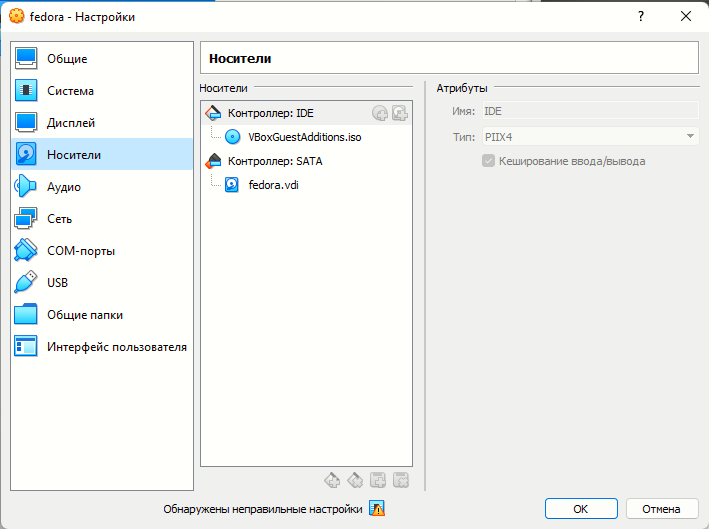 fedora - Настройки
?
Общие
Система
Дисплей
Носители
Аудио
Сеть
COM-порты
USB
Общие папки
Интерфейс пользователя
Носители
Носители
Контроллер: IDE
VBoxGuestAdditions.iso
Контроллер: SATA
fedora.vdi
Атрибуты
Имя: IDE
Тип: PIIX4
Кеширование ввода/вывода
Обнаружены неправильные настройки
OK
Отмена